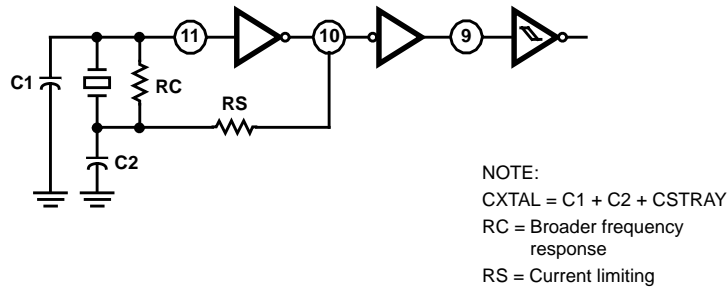 11
10
9
C1
RC
RS
C2
NOTE:
CXTAL = C1 + C2 + CSTRAY
RC = Broader frequency
response
RS = Current limiting